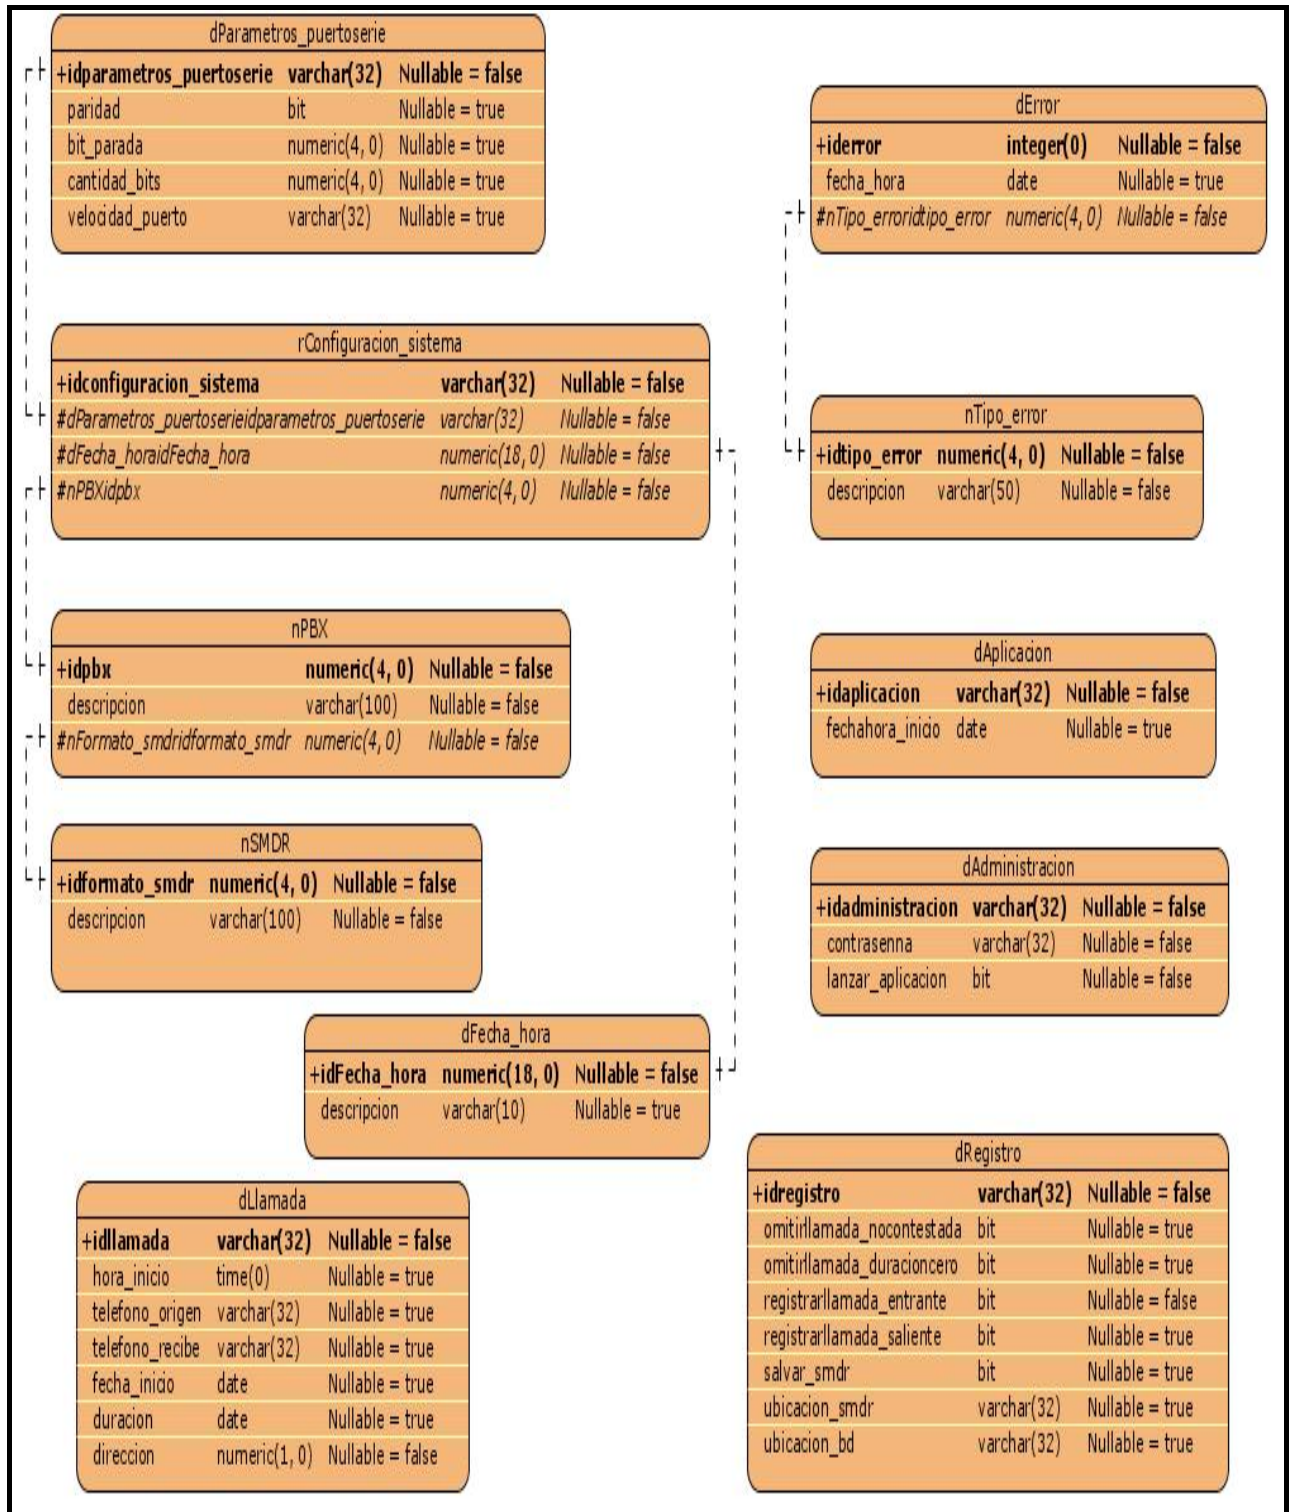 dParametros_puertoserie
+idparametros_puertoserie varchar(32) Nullable = false
paridad bit Nullable = true
bit_parada numeric(4, 0) Nullable = true
cantidad_bits numeric(4, 0) Nullable = true
velocidad_puerto varchar(32) Nullable = true
dError
+iderror integer(0) Nullable = false
fecha_hora date Nullable = true
#nTipo_erroridtipo_error numeric(4, 0) Nullable = false
rConfiguracion_sistema
+idconfiguracion_sistema varchar(32) Nullable = false
#dParametros_puertoserieidparametros_puertoserie varchar(32) Nullable = false
#dFecha_horaidFecha_hora numeric(18, 0) Nullable = false
#nPBXidpbx numeric(4, 0) Nullable = false
nTipo_error
+idtipo_error numeric(4, 0) Nullable = false
descripcion varchar(50) Nullable = false
nPBX
+idpbx numeric(4, 0) Nullable = false
descripcion varchar(100) Nullable = false
#nFormato_smdridformato_smdr numeric(4, 0) Nullable = false
dAplicacion
+idaplicacion varchar(32) Nullable = false
fechahora_inicio date Nullable = true
nSMDR
+idformato_smdr numeric(4, 0) Nullable = false
descripcion varchar(100) Nullable = false
dAdministracion
+idadministracion varchar(32) Nullable = false
contrasenna varchar(32) Nullable = false
lanzar_aplicacion bit Nullable = false
dFecha_hora
+idFecha_hora numeric(18, 0) Nullable = false
descripcion varchar(10) Nullable = true
dLlamada
+idllamada varchar(32) Nullable = false
hora_inicio time(0) Nullable = true
telefono_origen varchar(32) Nullable = true
telefono_recibe varchar(32) Nullable = true
fecha_inicio date Nullable = true
duracion date Nullable = true
direccion numeric(1, 0) Nullable = false
dRegistro
+idregistro varchar(32) Nullable = false
omitirllamada_nocontestada bit Nullable = true
omitirllamada_duracioncero bit Nullable = true
registrarllamada_entrante bit Nullable = false
registrarllamada_saliente bit Nullable = true
salvar_smdr bit Nullable = true
ubicacion_smdr varchar(32) Nullable = true
ubicacion_bd varchar(32) Nullable = true